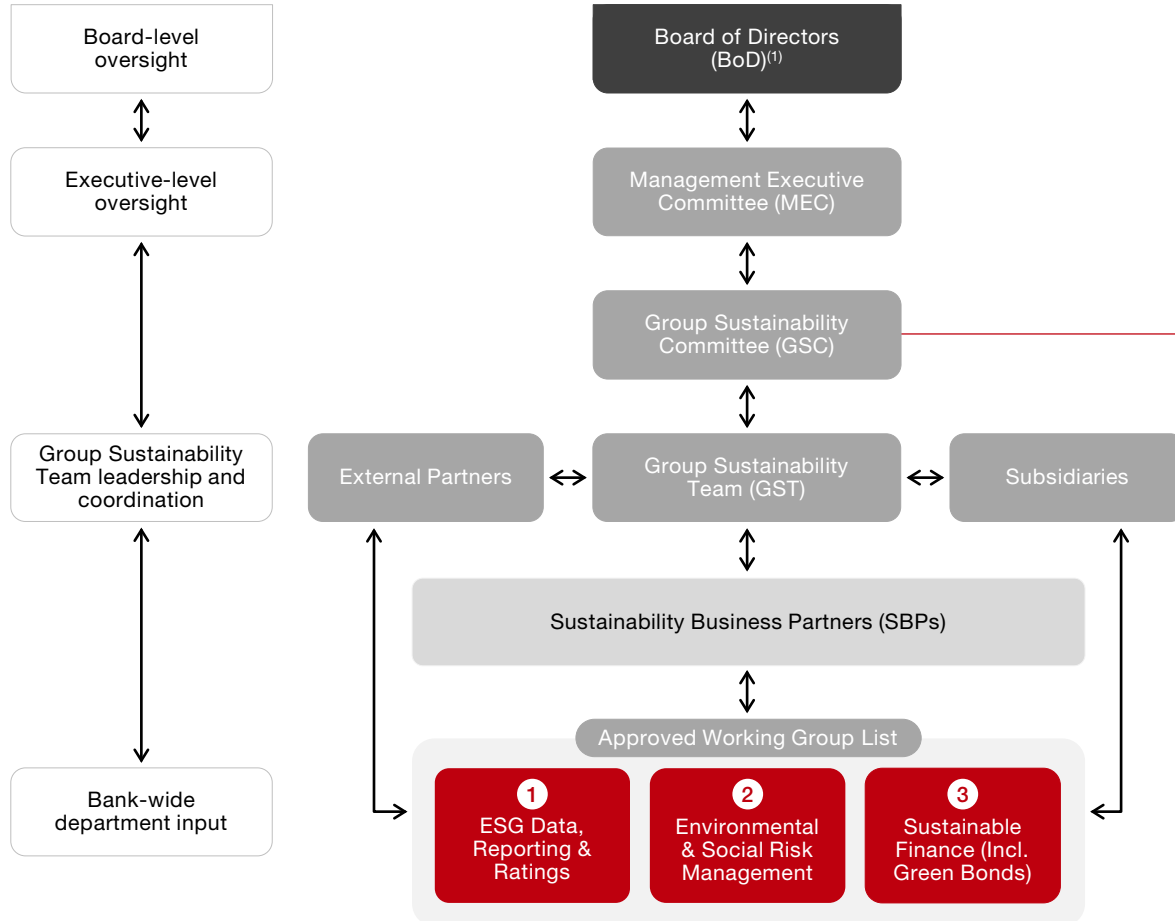 Board-level
oversight
Board of Directors
(BoD)(1)
Executive-level
oversight
Management Executive
Committee (MEC)
Group Sustainability
Committee (GSC)
Group Sustainability
Team leadership and
coordination
External Partners
Group Sustainability
Team (GST)
Subsidiaries
Sustainability Business Partners (SBPs)
Approved Working Group List
Bank-wide
department input
1
ESG Data,
Reporting &
Ratings
2
Environmental
& Social Risk
Management
3
Sustainable
Finance (Incl.
Green Bonds)